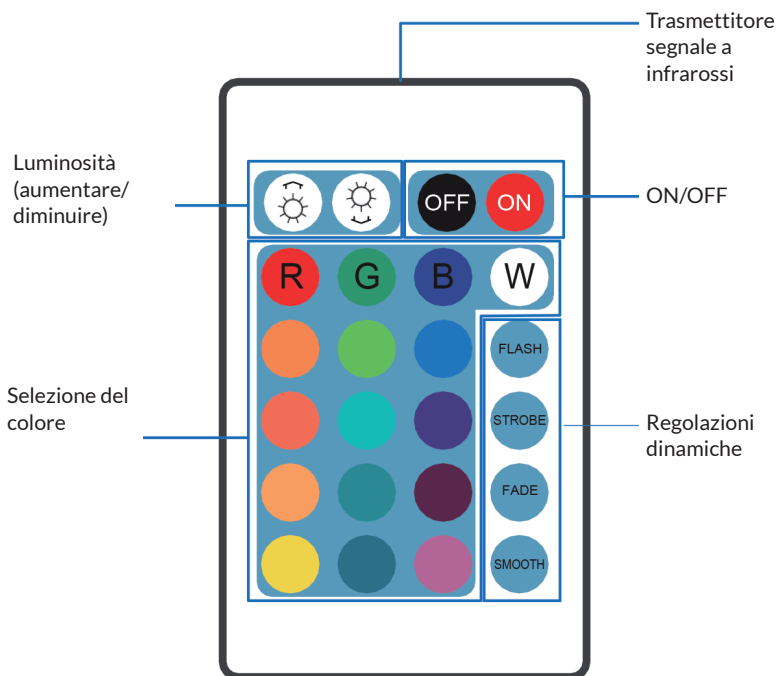 Trasmettitore
segnale a
infrarossi
Luminosità
(aumentare/
diminuire)
OFF ON
ON/OFF
R G B W
FLASH
Selezione del
colore
STROBE
Regolazioni
dinamiche
FADE
SMOOTH